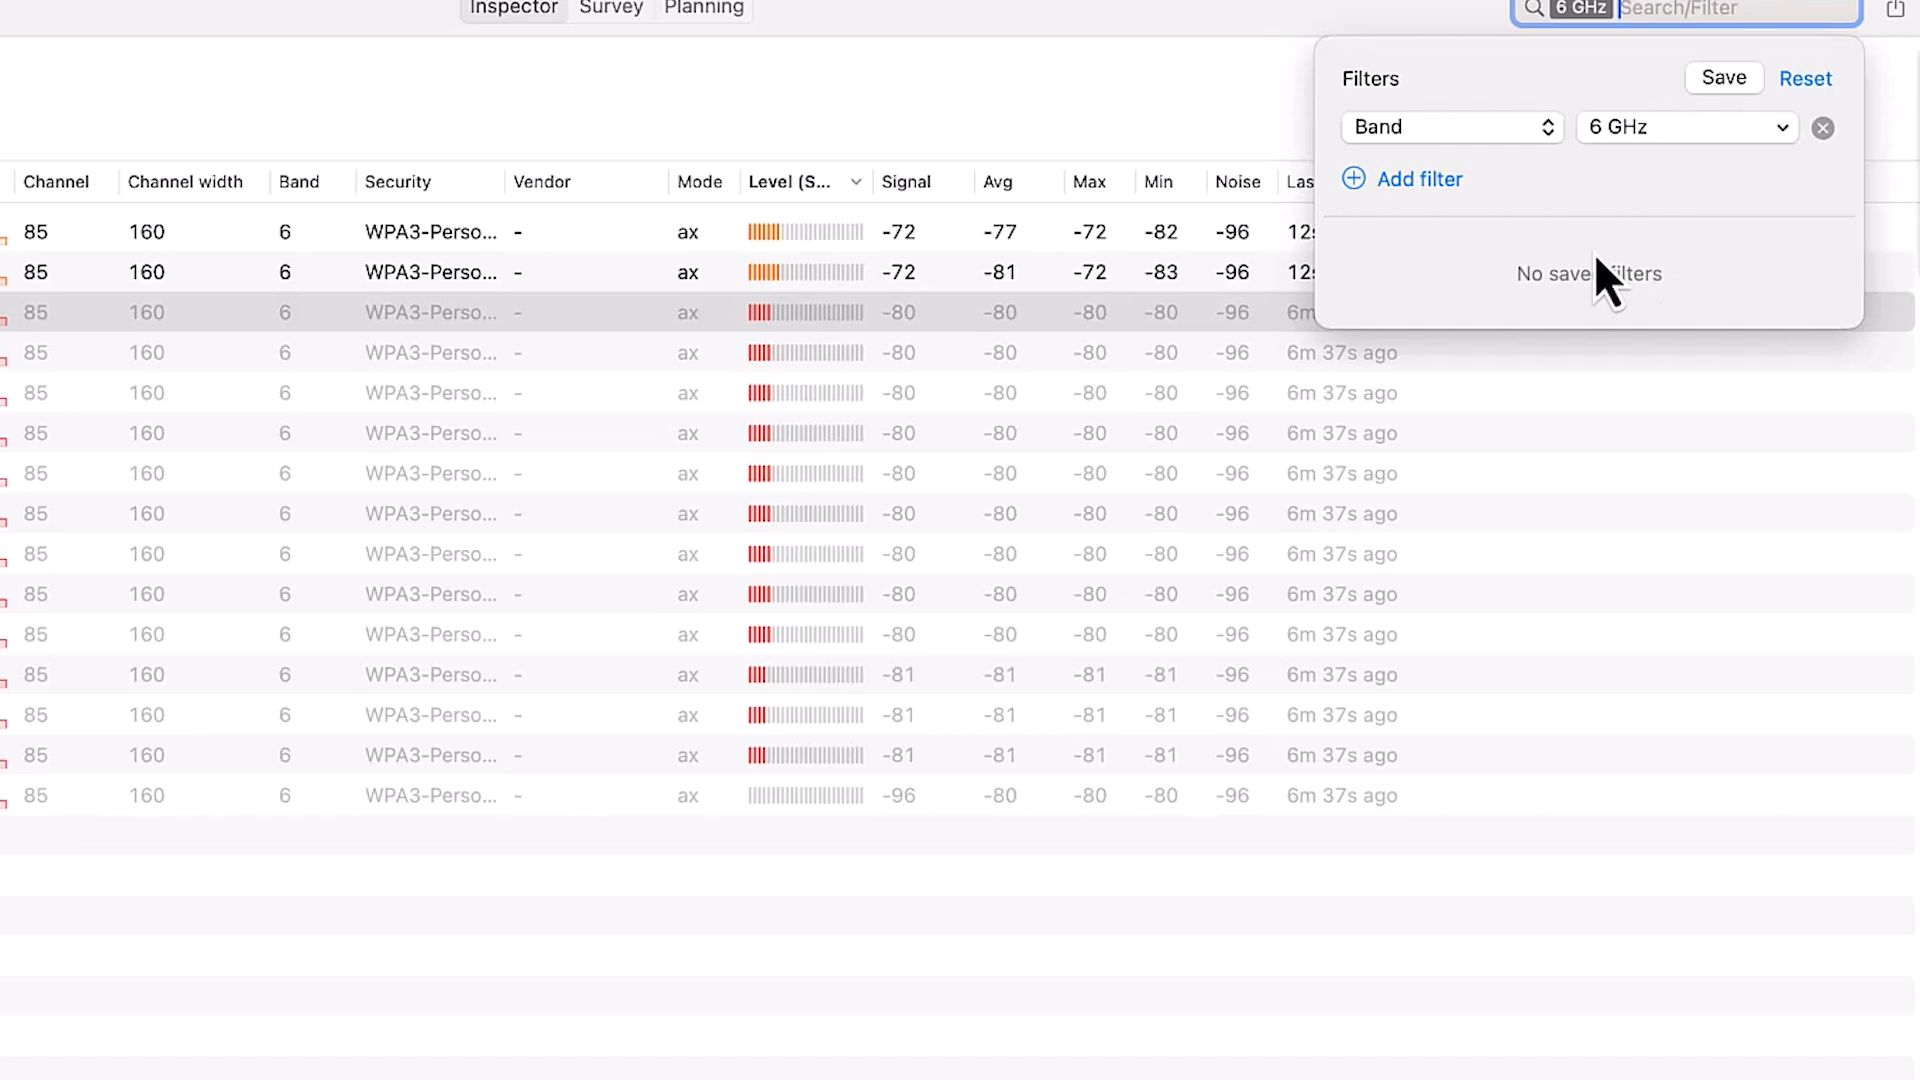 Inspector Survey Planning
6 GHz Search/Filter
Filters Save Reset
Band 6 GHz
Add filter
No save filters
Channel Channel width Band Security Vendor Mode Level (S... Signal Avg Max Min Noise Las
85 160 6 WPA3-Perso... - ax -72 -77 -72 -82 -96 12s
85 160 6 WPA3-Perso... - ax -72 -81 -72 -83 -96 12s
85 160 6 WPA3-Perso... - ax -80 -80 -80 -80 -96 6m
85 160 6 WPA3-Perso... - ax -80 -80 -80 -80 -96 6m 37s ago
85 160 6 WPA3-Perso... - ax -80 -80 -80 -80 -96 6m 37s ago
85 160 6 WPA3-Perso... - ax -80 -80 -80 -80 -96 6m 37s ago
85 160 6 WPA3-Perso... - ax -80 -80 -80 -80 -96 6m 37s ago
85 160 6 WPA3-Perso... - ax -80 -80 -80 -80 -96 6m 37s ago
85 160 6 WPA3-Perso... - ax -80 -80 -80 -80 -96 6m 37s ago
85 160 6 WPA3-Perso... - ax -80 -80 -80 -80 -96 6m 37s ago
85 160 6 WPA3-Perso... - ax -80 -80 -80 -80 -96 6m 37s ago
85 160 6 WPA3-Perso... - ax -81 -81 -81 -81 -96 6m 37s ago
85 160 6 WPA3-Perso... - ax -81 -81 -81 -81 -96 6m 37s ago
85 160 6 WPA3-Perso... - ax -81 -81 -81 -81 -96 6m 37s ago
85 160 6 WPA3-Perso... - ax -96 -80 -80 -80 -96 6m 37s ago